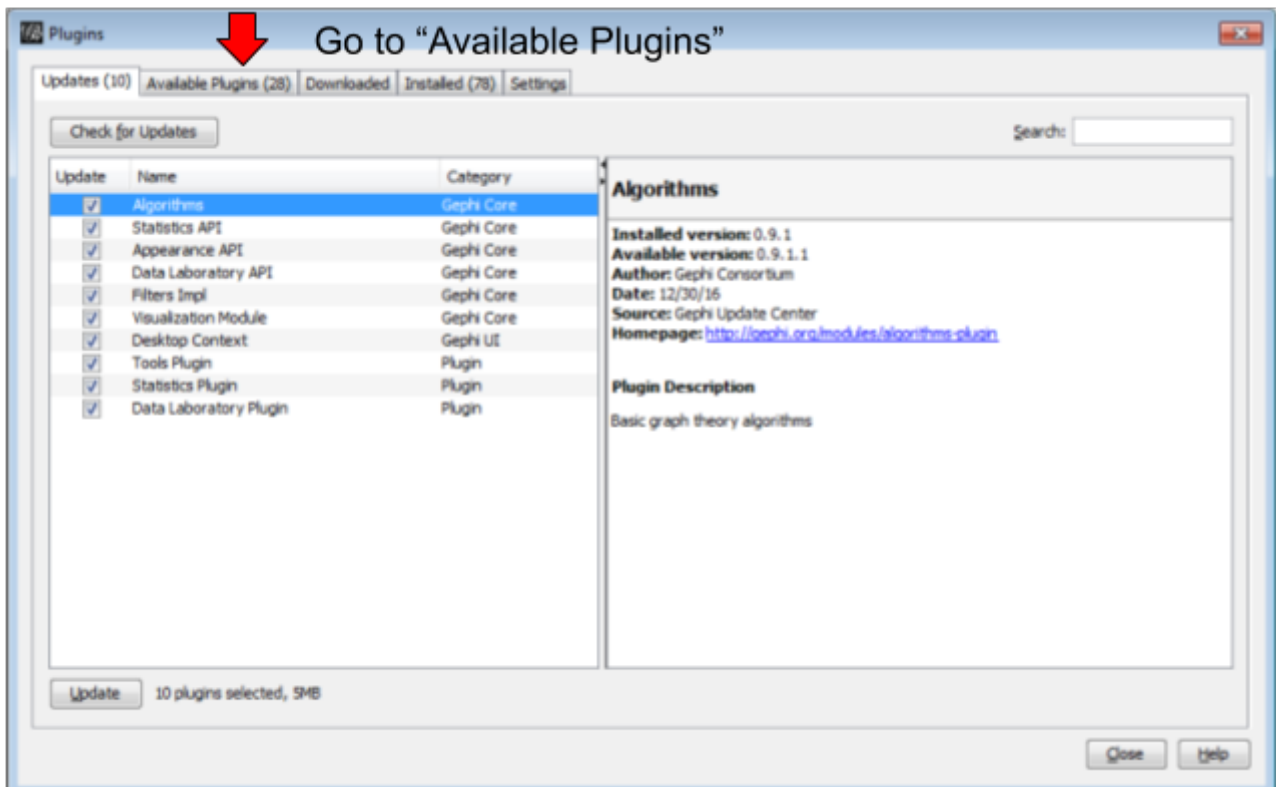 Plugins
Go to “Available Plugins”
Updates (10) Available Plugins (28) Downloaded Installed (78) Settings
Check for Updates Search:
Update Name Category
Algorithms Gephi Core
Statistics API Gephi Core
Appearance API Gephi Core
Data Laboratory API Gephi Core
Filters Impl Gephi Core
Visualization Module Gephi Core
Desktop Context Gephi UI
Tools Plugin Plugin
Statistics Plugin Plugin
Data Laboratory Plugin Plugin
Algorithms
Installed version: 0.9.1
Available version: 0.9.1.1
Author: Gephi Consortium
Date: 12/30/16
Source: Gephi Update Center
Homepage: http://gephi.org/modules/algorithms-plugin
Plugin Description
Basic graph theory algorithms
Update 10 plugins selected, 5MB
Close Help